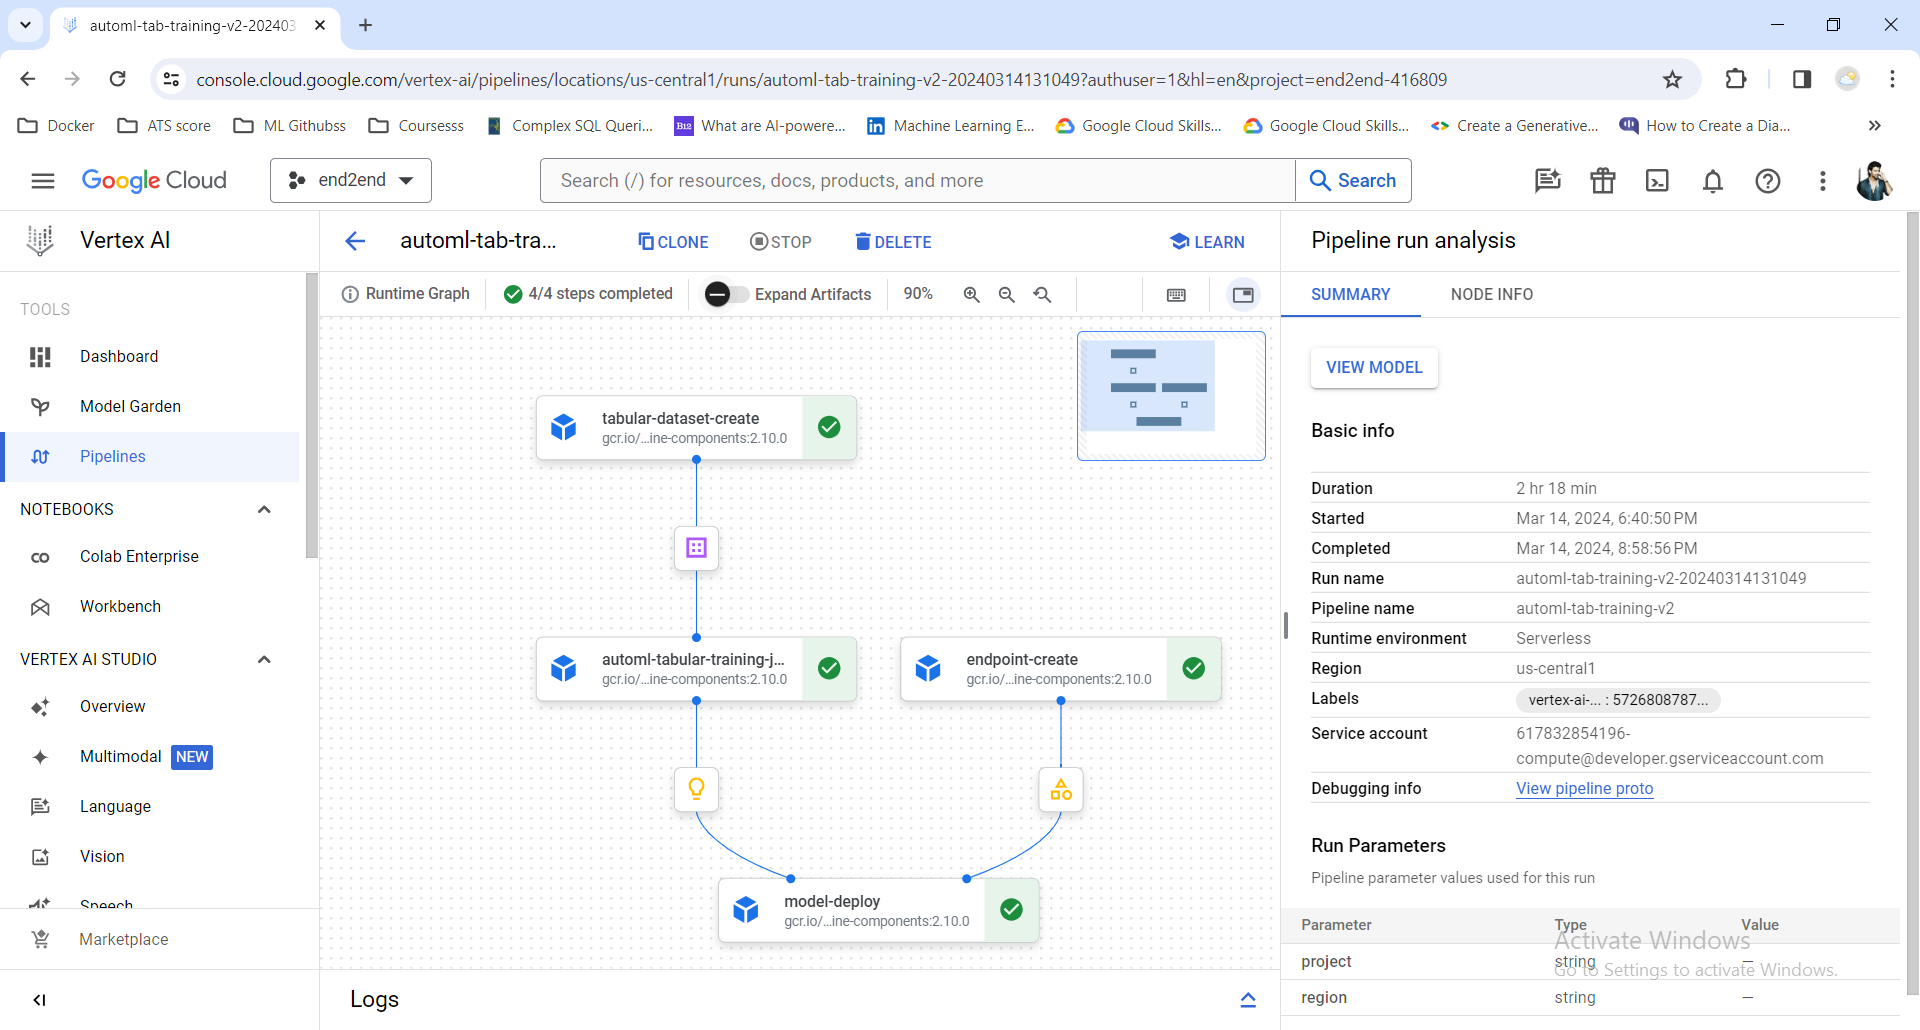 automl-tab-training-v2-202403
console.cloud.google.com/vertex-ai/pipelines/locations/us-central1/runs/automl-tab-training-v2-20240314131049?authuser=1&hl=en&project=end2end-416809
Docker ATS score ML Githubss Coursesss Complex SQL Queri... B12 What are AI-powere... in Machine Learning E... Google Cloud Skills... Google Cloud Skills... Create a Generative... How to Create a Dia...
Google Cloud end2end Search (/) for resources, docs, products, and more Search
Vertex AI
TOOLS
Dashboard
Model Garden
Pipelines
NOTEBOOKS
Colab Enterprise
Workbench
VERTEX AI STUDIO
Overview
Multimodal NEW
Language
Vision
Speech
Marketplace
automl-tab-tra... CLONE STOP DELETE LEARN
Runtime Graph 4/4 steps completed Expand Artifacts 90%
tabular-dataset-create
gcr.io/...ine-components:2.10.0
automl-tabular-training-j...
gcr.io/...ine-components:2.10.0
endpoint-create
gcr.io/...ine-components:2.10.0
model-deploy
gcr.io/...ine-components:2.10.0
Logs
Pipeline run analysis
SUMMARY NODE INFO
VIEW MODEL
Basic info
Duration 2 hr 18 min
Started Mar 14, 2024, 6:40:50 PM
Completed Mar 14, 2024, 8:58:56 PM
Run name automl-tab-training-v2-20240314131049
Pipeline name automl-tab-training-v2
Runtime environment Serverless
Region us-central1
Labels vertex-ai-... : 5726808787...
Service account 617832854196-
compute@developer.gserviceaccount.com
Debugging info View pipeline proto
Run Parameters
Pipeline parameter values used for this run
Parameter Type Value
project string —
region string —
Activate Windows
Go to Settings to activate Windows.